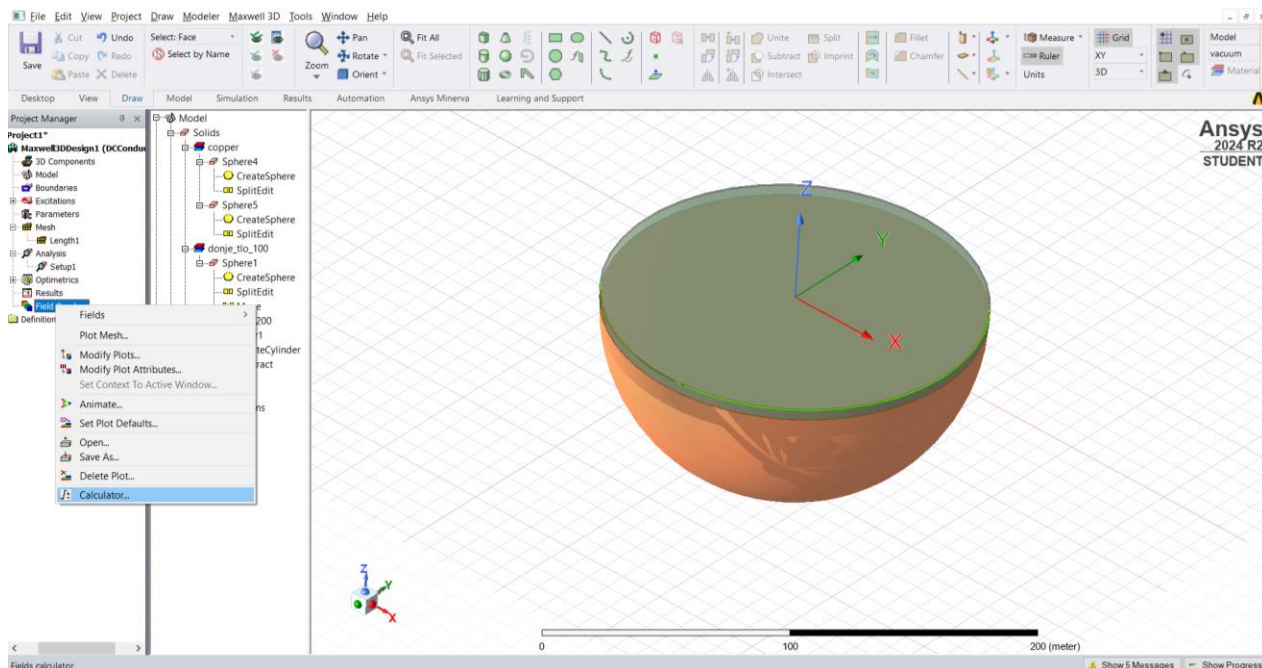 File Edit View Project Draw Modeler Maxwell 3D Tools Window Help
Save
Cut
Copy
Paste
Undo
Redo
Delete
Select: Face
Select by Name
Zoom
Pan
Rotate
Orient
Fit All
Fit Selected
Unite
Subtract
Intersect
Split
Imprint
Fillet
Chamfer
Measure
Ruler
Units
Grid
XY
3D
Model
vacuum
Material
Desktop View Draw Model Simulation Results Automation Ansys Minerva Learning and Support
Project Manager
Project1*
Maxwell3DDesign1 (DCCondu
3D Components
Model
Boundaries
Excitations
Parameters
Mesh
Length1
Analysis
Setup1
Optimetrics
Results
Field
Definition
Fields
Plot Mesh...
Modify Plots...
Modify Plot Attributes...
Set Context To Active Window...
Animate...
Set Plot Defaults...
Open...
Save As...
Delete Plot...
Calculator...
Model
Solids
copper
Sphere4
CreateSphere
SplitEdit
Sphere5
CreateSphere
SplitEdit
donje_tlo_100
Sphere1
CreateSphere
SplitEdit
200
teCylinder
ract
ns
Ansys
2024 R2
STUDENT
Z
Y
X
Z
Y
X
0 100 200 (meter)
Fields calculator
Show 5 Messages
Show Progress